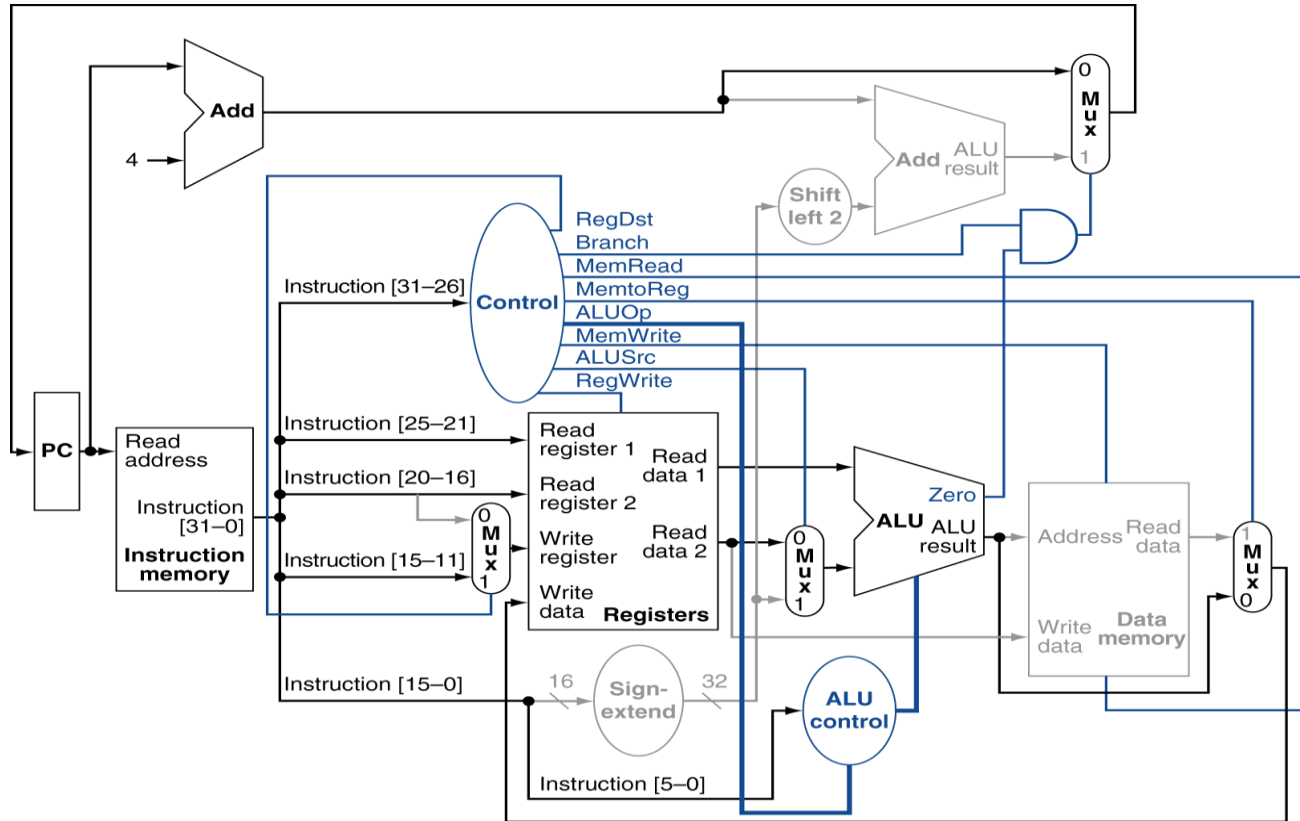 0
M
u
x
1
Add
4
Add
ALU
result
Shift
left 2
RegDst
Branch
MemRead
MemtoReg
ALUOp
MemWrite
ALUSrc
RegWrite
Instruction [31–26]
Control
PC
Read
address
Instruction
[31–0]
Instruction
memory
Instruction [25–21]
Instruction [20–16]
Instruction [15–11]
0
M
u
x
1
Read
register 1
Read
register 2
Write
register
Write
data
Read
data 1
Read
data 2
Registers
0
M
u
x
1
Zero
ALU
ALU
result
Address
Read
data
Write
data
Data
memory
1
M
u
x
0
Instruction [15–0]
16
Sign-
extend
32
ALU
control
Instruction [5–0]